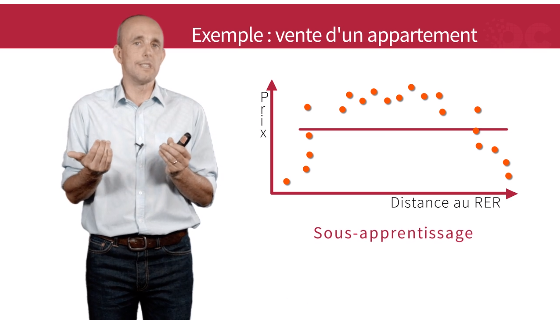 Exemple : vente d'un appartement
Prix
Distance au RER
Sous-apprentissage